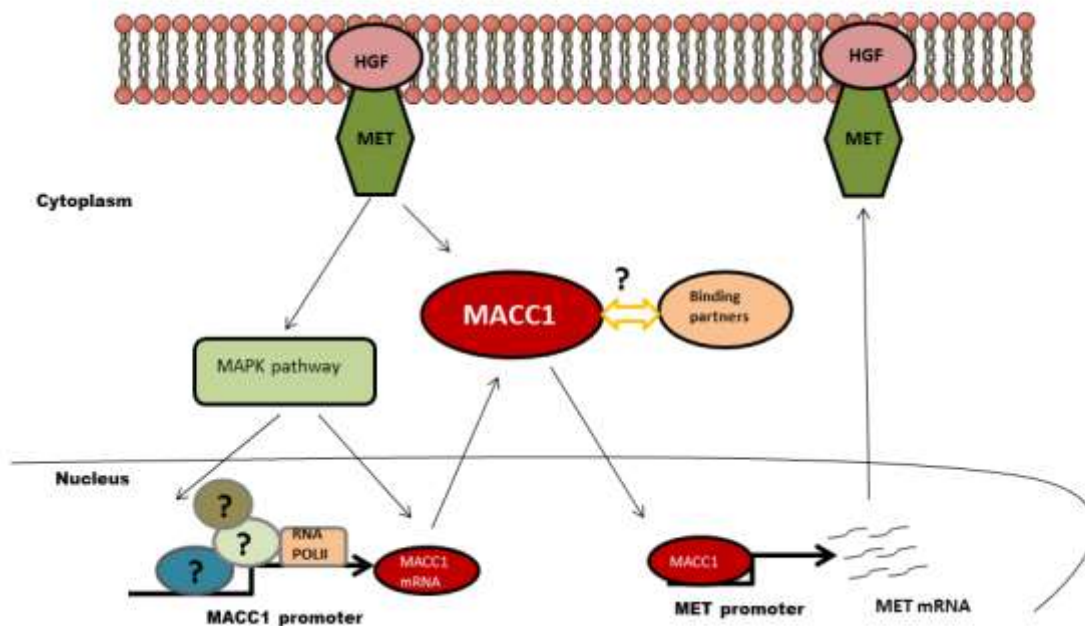 HGF
HGF
MET
MET
Cytoplasm
?
MACC1
Binding
partners
MAPK pathway
Nucleus
?
?
?
RNA
POLII
MACC1
mRNA
MACC1
MACC1 promoter
MET promoter
MET mRNA